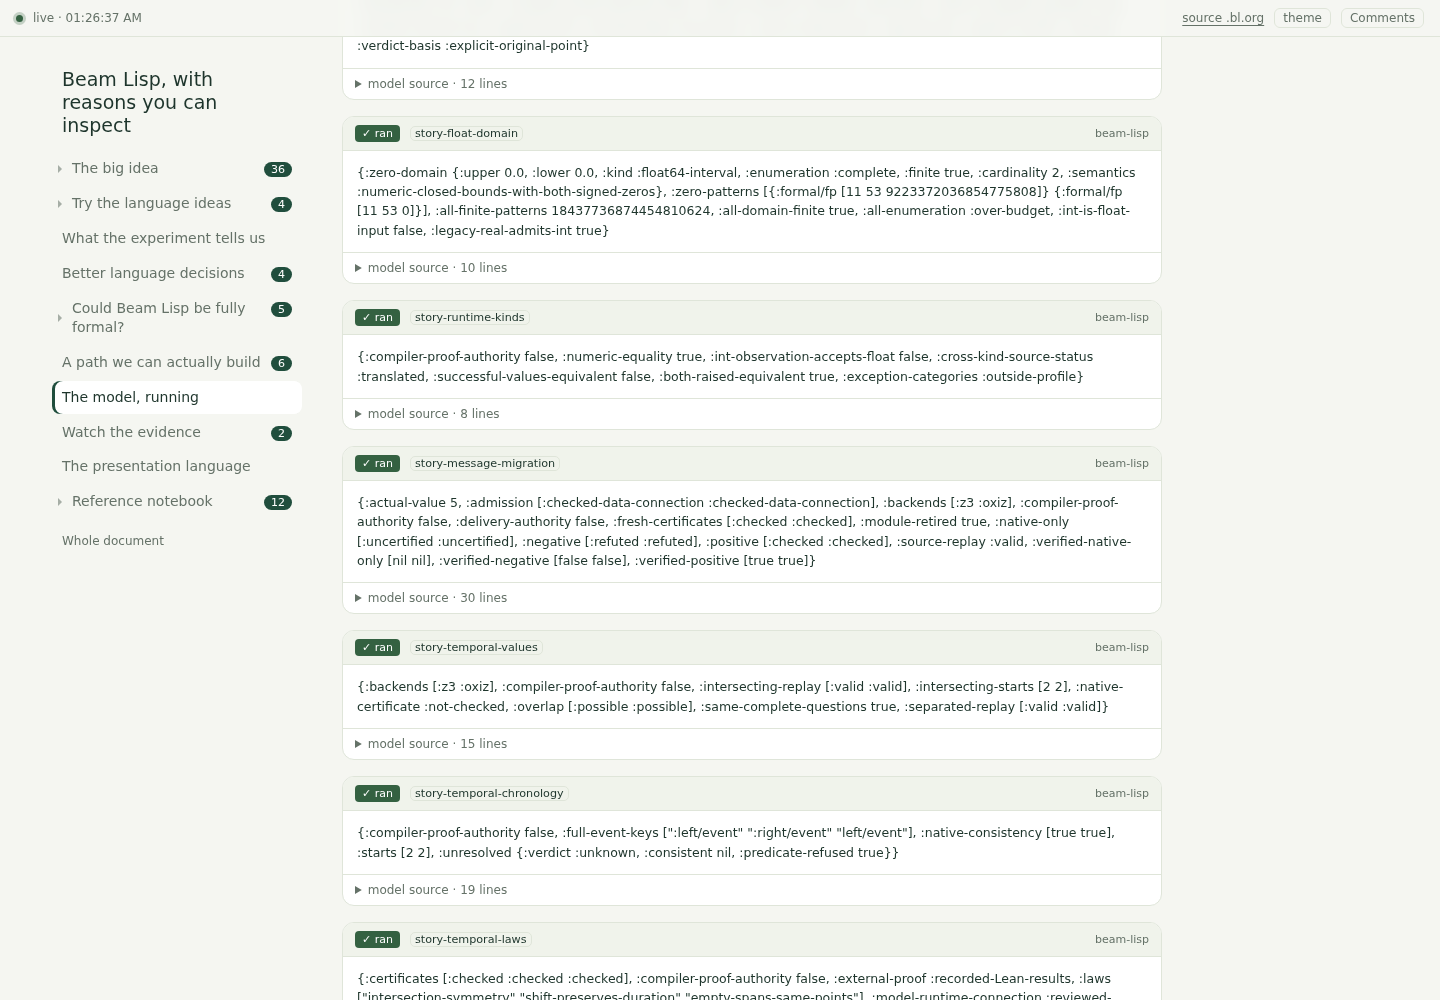 live · 01:26:37 AM
source .bl.org
theme
Comments
Beam Lisp, with
reasons you can
inspect
The big idea 36
Try the language ideas 4
What the experiment tells us
Better language decisions 4
Could Beam Lisp be fully
formal? 5
A path we can actually build 6
The model, running
Watch the evidence 2
The presentation language
Reference notebook 12
Whole document
:verdict-basis :explicit-original-point}
▶ model source · 12 lines
✓ ran story-float-domain beam-lisp
{:zero-domain {:upper 0.0, :lower 0.0, :kind :float64-interval, :enumeration :complete, :finite true, :cardinality 2, :semantics
:numeric-closed-bounds-with-both-signed-zeros}, :zero-patterns [{:formal/fp [11 53 9223372036854775808]} {:formal/fp
[11 53 0]}], :all-finite-patterns 18437736874454810624, :all-domain-finite true, :all-enumeration :over-budget, :int-is-float-
input false, :legacy-real-admits-int true}
▶ model source · 10 lines
✓ ran story-runtime-kinds beam-lisp
{:compiler-proof-authority false, :numeric-equality true, :int-observation-accepts-float false, :cross-kind-source-status
:translated, :successful-values-equivalent false, :both-raised-equivalent true, :exception-categories :outside-profile}
▶ model source · 8 lines
✓ ran story-message-migration beam-lisp
{:actual-value 5, :admission [:checked-data-connection :checked-data-connection], :backends [:z3 :oxiz], :compiler-proof-
authority false, :delivery-authority false, :fresh-certificates [:checked :checked], :module-retired true, :native-only
[:uncertified :uncertified], :negative [:refuted :refuted], :positive [:checked :checked], :source-replay :valid, :verified-native-
only [nil nil], :verified-negative [false false], :verified-positive [true true]}
▶ model source · 30 lines
✓ ran story-temporal-values beam-lisp
{:backends [:z3 :oxiz], :compiler-proof-authority false, :intersecting-replay [:valid :valid], :intersecting-starts [2 2], :native-
certificate :not-checked, :overlap [:possible :possible], :same-complete-questions true, :separated-replay [:valid :valid]}
▶ model source · 15 lines
✓ ran story-temporal-chronology beam-lisp
{:compiler-proof-authority false, :full-event-keys [":left/event" ":right/event" "left/event"], :native-consistency [true true],
:starts [2 2], :unresolved {:verdict :unknown, :consistent nil, :predicate-refused true}}
▶ model source · 19 lines
✓ ran story-temporal-laws beam-lisp
{:certificates [:checked :checked :checked], :compiler-proof-authority false, :external-proof :recorded-Lean-results, :laws
["intersection-symmetry" "shift-preserves-duration" "empty-spans-same-points"], :model-runtime-connection :reviewed-